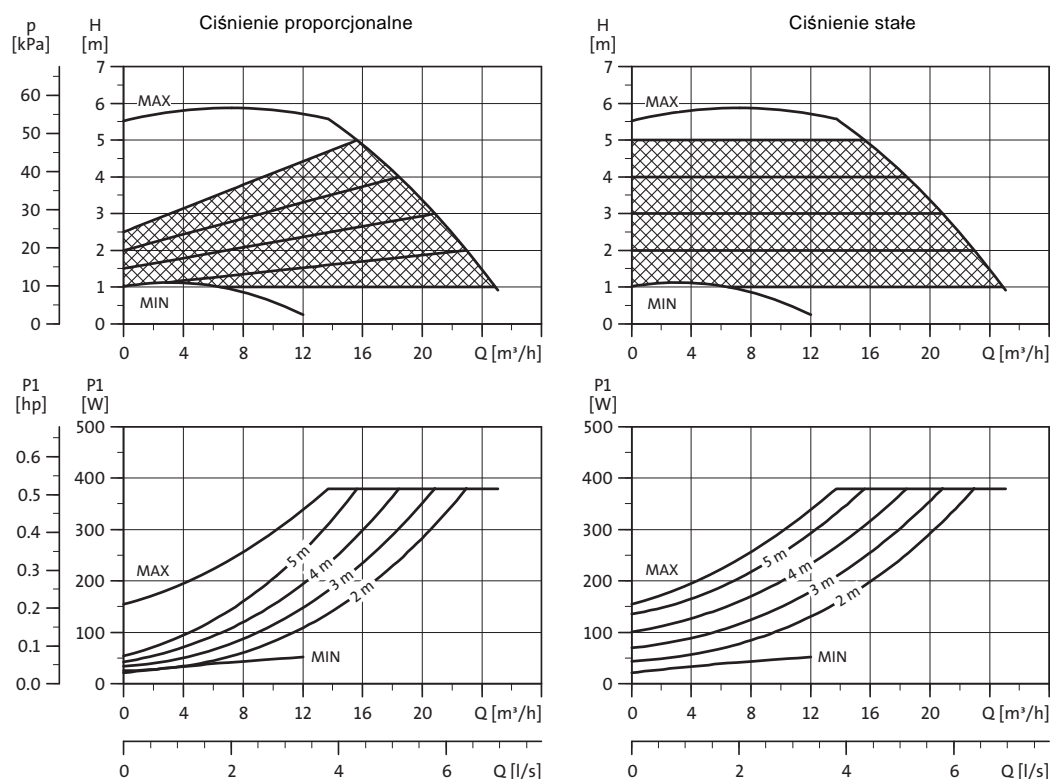 p
[kPa]
H
[m]
Ciśnienie proporcjonalne
7
6
5
4
3
2
1
0
60
50
40
30
20
10
0
MAX
MIN
0 4 8 12 16 20 Q [m³/h]
H
[m]
Ciśnienie stałe
7
6
5
4
3
2
1
0
MAX
MIN
0 4 8 12 16 20 Q [m³/h]
P1
[hp]
P1
[W]
500
400
300
200
100
0
0.6
0.5
0.4
0.3
0.2
0.1
0.0
MAX
5 m
4 m
3 m
2 m
MIN
0 4 8 12 16 20 Q [m³/h]
0 2 4 6 Q [l/s]
P1
[W]
500
400
300
200
100
0
MAX
5 m
4 m
3 m
2 m
MIN
0 4 8 12 16 20 Q [m³/h]
0 2 4 6 Q [l/s]